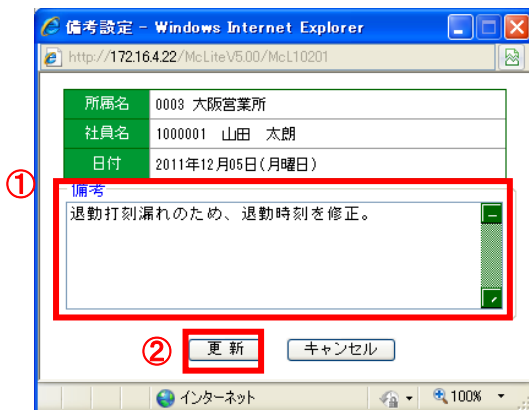 備考設定 - Windows Internet Explorer
http://172.16.4.22/McLiteV5.00/McL10201
所属名 0003 大阪営業所
社員名 1000001 山田 太朗
日付 2011年12月05日(月曜日)
①
備考
退勤打刻漏れのため、退勤時刻を修正。
② 更新 キャンセル
インターネット 100%